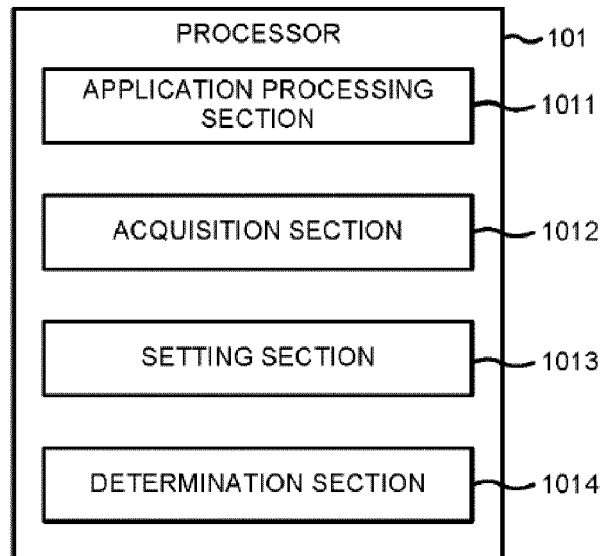 PROCESSOR
101
APPLICATION PROCESSING
SECTION
1011
ACQUISITION SECTION
1012
SETTING SECTION
1013
DETERMINATION SECTION
1014